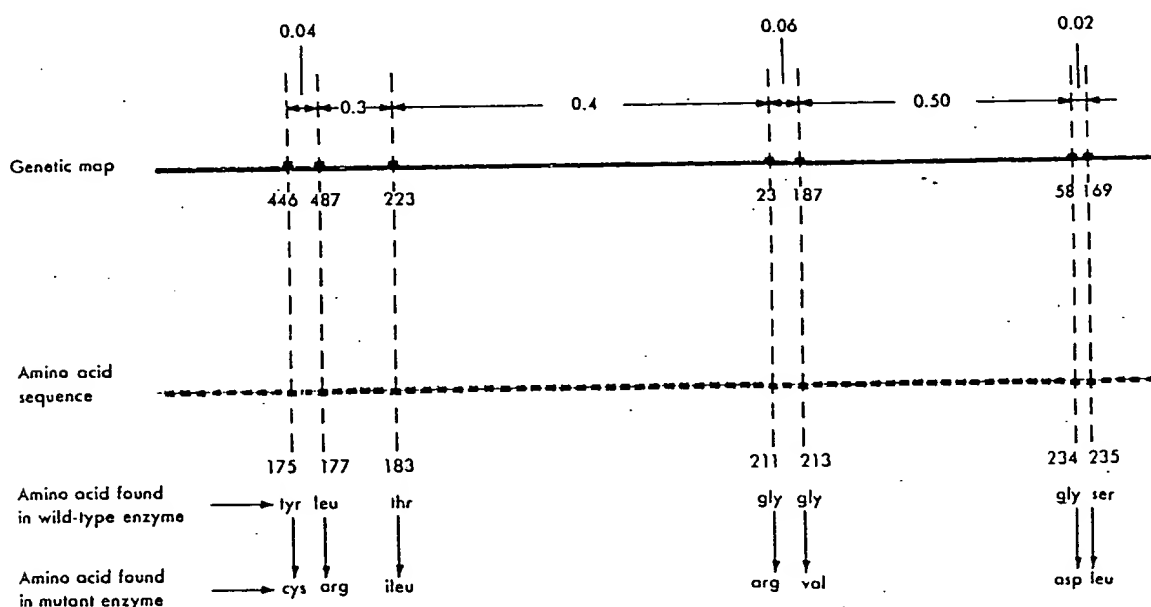 0.04 0.06 0.02
0.3 0.4 0.50
Genetic map
446 487 223 23 187 58 169
Amino acid
sequence
175 177 183 211 213 234 235
Amino acid found
in wild-type enzyme
tyr leu thr gly gly gly ser
Amino acid found
in mutant enzyme
cys arg ileu arg val asp leu